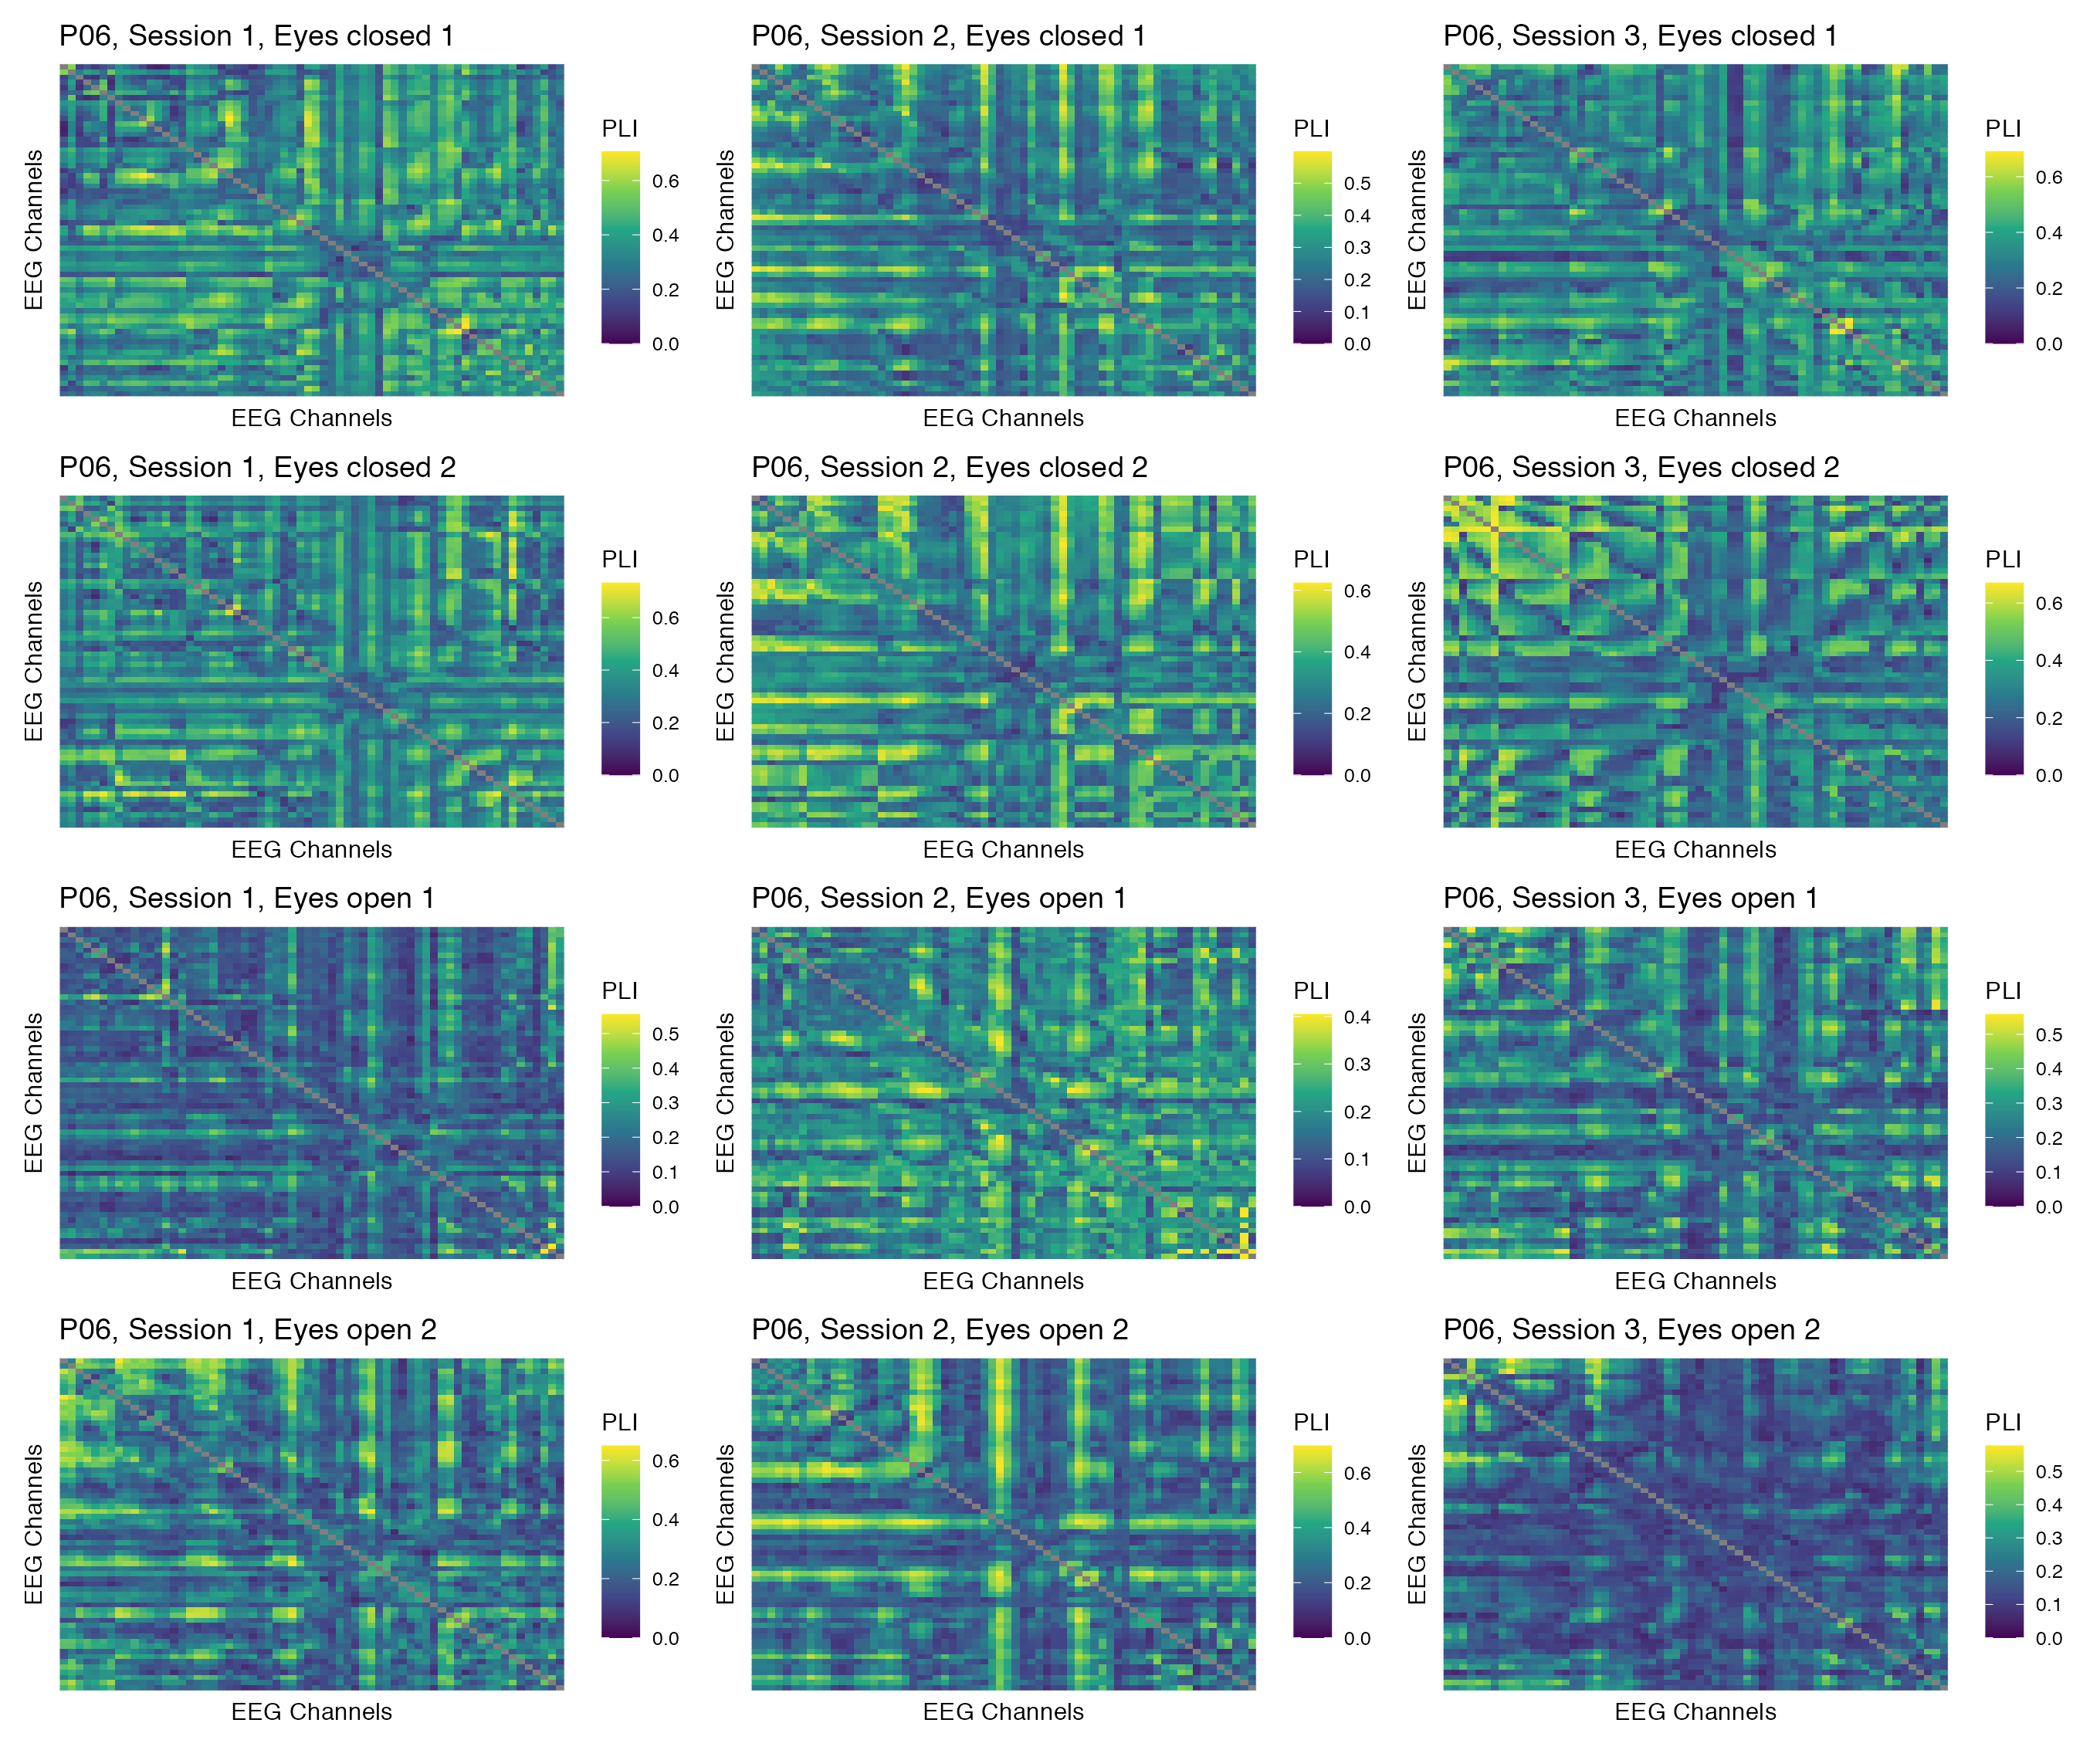 P06, Session 1, Eyes closed 1
EEG Channels
EEG Channels
PLI
0.6
0.4
0.2
0.0
P06, Session 2, Eyes closed 1
EEG Channels
EEG Channels
PLI
0.5
0.4
0.3
0.2
0.1
0.0
P06, Session 3, Eyes closed 1
EEG Channels
EEG Channels
PLI
0.6
0.4
0.2
0.0
P06, Session 1, Eyes closed 2
EEG Channels
EEG Channels
PLI
0.6
0.4
0.2
0.0
P06, Session 2, Eyes closed 2
EEG Channels
EEG Channels
PLI
0.6
0.4
0.2
0.0
P06, Session 3, Eyes closed 2
EEG Channels
EEG Channels
PLI
0.6
0.4
0.2
0.0
P06, Session 1, Eyes open 1
EEG Channels
EEG Channels
PLI
0.5
0.4
0.3
0.2
0.1
0.0
P06, Session 2, Eyes open 1
EEG Channels
EEG Channels
PLI
0.4
0.3
0.2
0.1
0.0
P06, Session 3, Eyes open 1
EEG Channels
EEG Channels
PLI
0.5
0.4
0.3
0.2
0.1
0.0
P06, Session 1, Eyes open 2
EEG Channels
EEG Channels
PLI
0.6
0.4
0.2
0.0
P06, Session 2, Eyes open 2
EEG Channels
EEG Channels
PLI
0.6
0.4
0.2
0.0
P06, Session 3, Eyes open 2
EEG Channels
EEG Channels
PLI
0.5
0.4
0.3
0.2
0.1
0.0